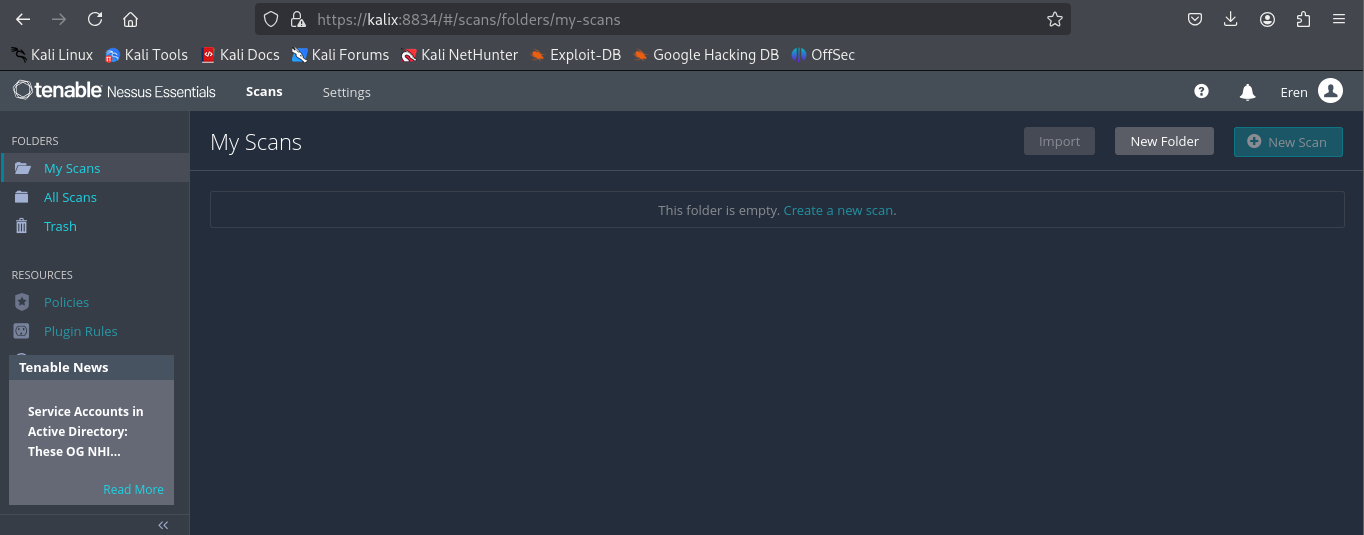 https://kalix:8834/#/scans/folders/my-scans
Kali Linux Kali Tools Kali Docs Kali Forums Kali NetHunter Exploit-DB Google Hacking DB OffSec
tenable Nessus Essentials Scans Settings Eren
FOLDERS
My Scans
All Scans
Trash
RESOURCES
Policies
Plugin Rules
Tenable News
Service Accounts in
Active Directory:
These OG NHI...
Read More
My Scans Import New Folder New Scan
This folder is empty. Create a new scan.